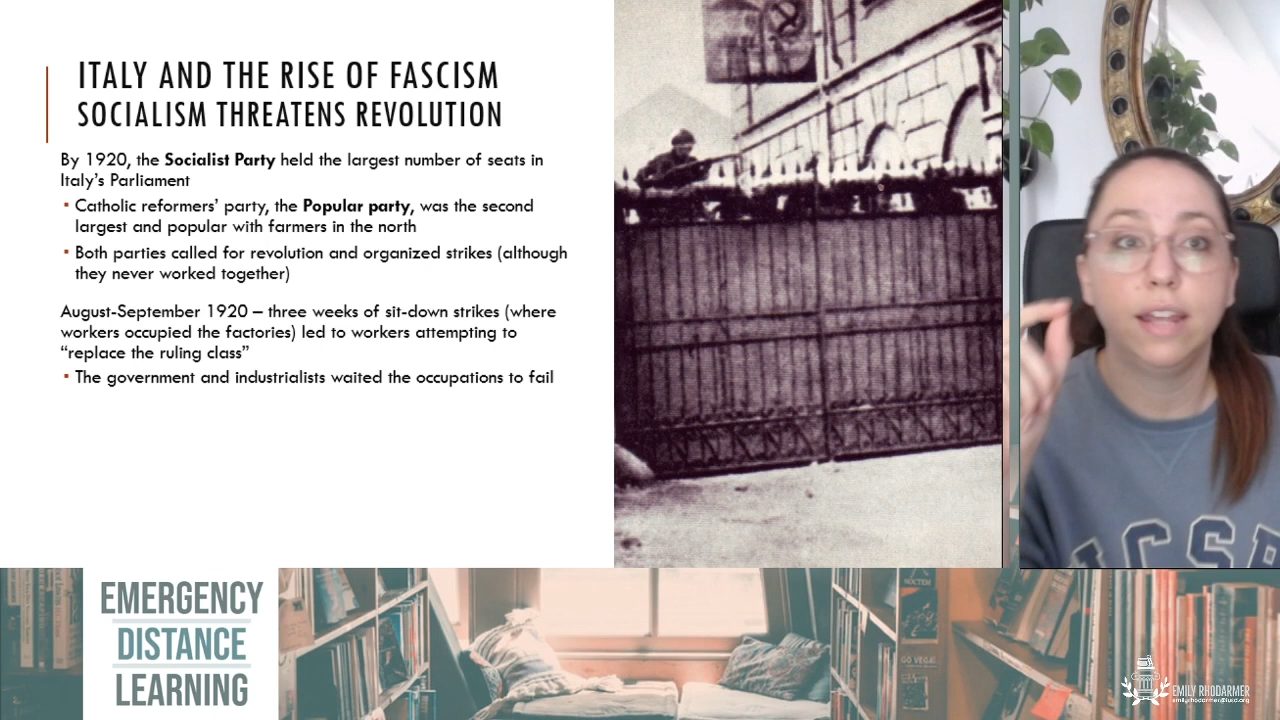 ITALY AND THE RISE OF FASCISM
SOCIALISM THREATENS REVOLUTION
By 1920, the Socialist Party held the largest number of seats in
Italy's Parliament
▪ Catholic reformers' party, the Popular party, was the second
largest and popular with farmers in the north
▪ Both parties called for revolution and organized strikes (although
they never worked together)
August-September 1920 – three weeks of sit-down strikes (where
workers occupied the factories) led to workers attempting to
“replace the ruling class”
▪ The government and industrialists waited the occupations to fail
UCSB
EMERGENCY
DISTANCE
LEARNING
NOCTEM
GO VEGAN
EMILY RHODARMER